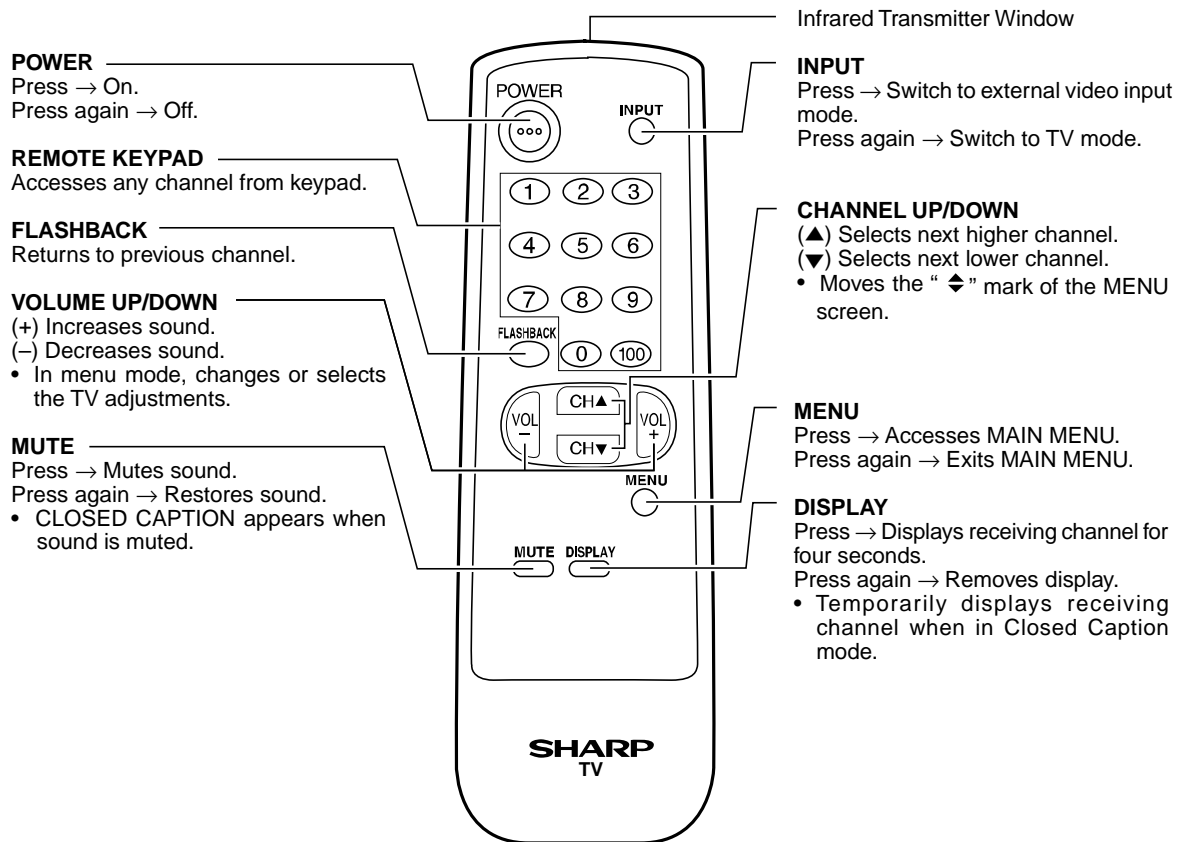 Infrared Transmitter Window
POWER
Press → On.
Press again → Off.
REMOTE KEYPAD
Accesses any channel from keypad.
FLASHBACK
Returns to previous channel.
VOLUME UP/DOWN
(+) Increases sound.
(–) Decreases sound.
• In menu mode, changes or selects
the TV adjustments.
MUTE
Press → Mutes sound.
Press again → Restores sound.
• CLOSED CAPTION appears when
sound is muted.
POWER
INPUT
1 2 3
4 5 6
7 8 9
FLASHBACK
0 100
CH▲
VOL – VOL +
CH▼
MENU
MUTE DISPLAY
SHARP
TV
INPUT
Press → Switch to external video input
mode.
Press again → Switch to TV mode.
CHANNEL UP/DOWN
(▲) Selects next higher channel.
(▼) Selects next lower channel.
• Moves the “ ♦ ” mark of the MENU
screen.
MENU
Press → Accesses MAIN MENU.
Press again → Exits MAIN MENU.
DISPLAY
Press → Displays receiving channel for
four seconds.
Press again → Removes display.
• Temporarily displays receiving
channel when in Closed Caption
mode.